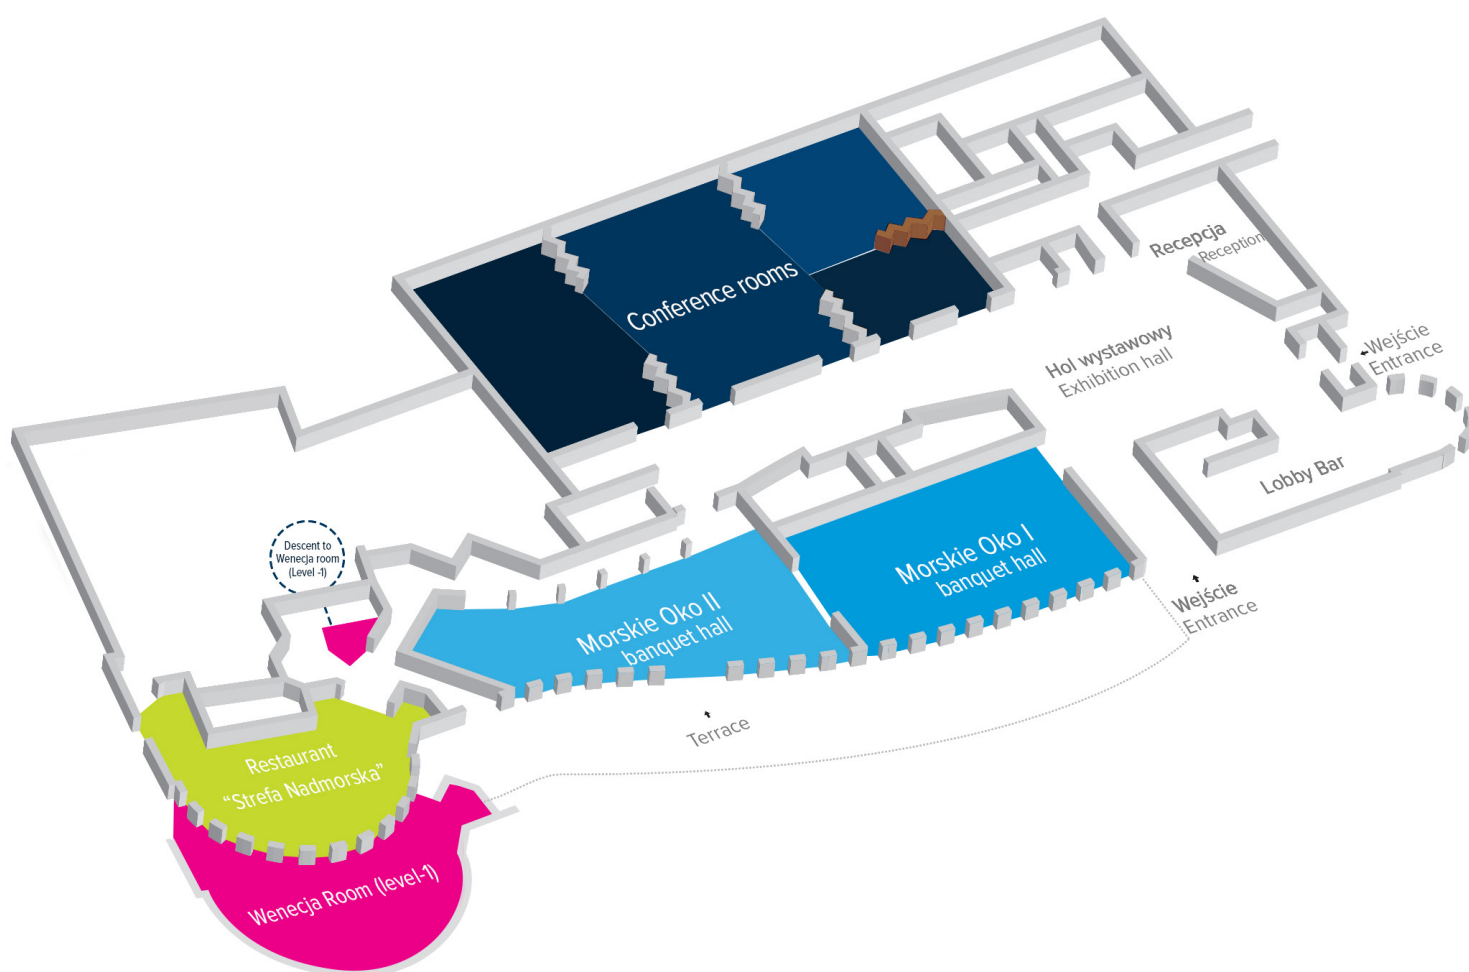 Recepcja
Reception
Conference rooms
Hol wystawowy
Exhibition hall
Wejście
Entrance
Lobby Bar
Descent to
Wenecja room
(Level -1)
Morskie Oko I
banquet hall
Morskie Oko II
banquet hall
Wejście
Entrance
Terrace
Restaurant
“Strefa Nadmorska”
Wenecja Room (level-1)